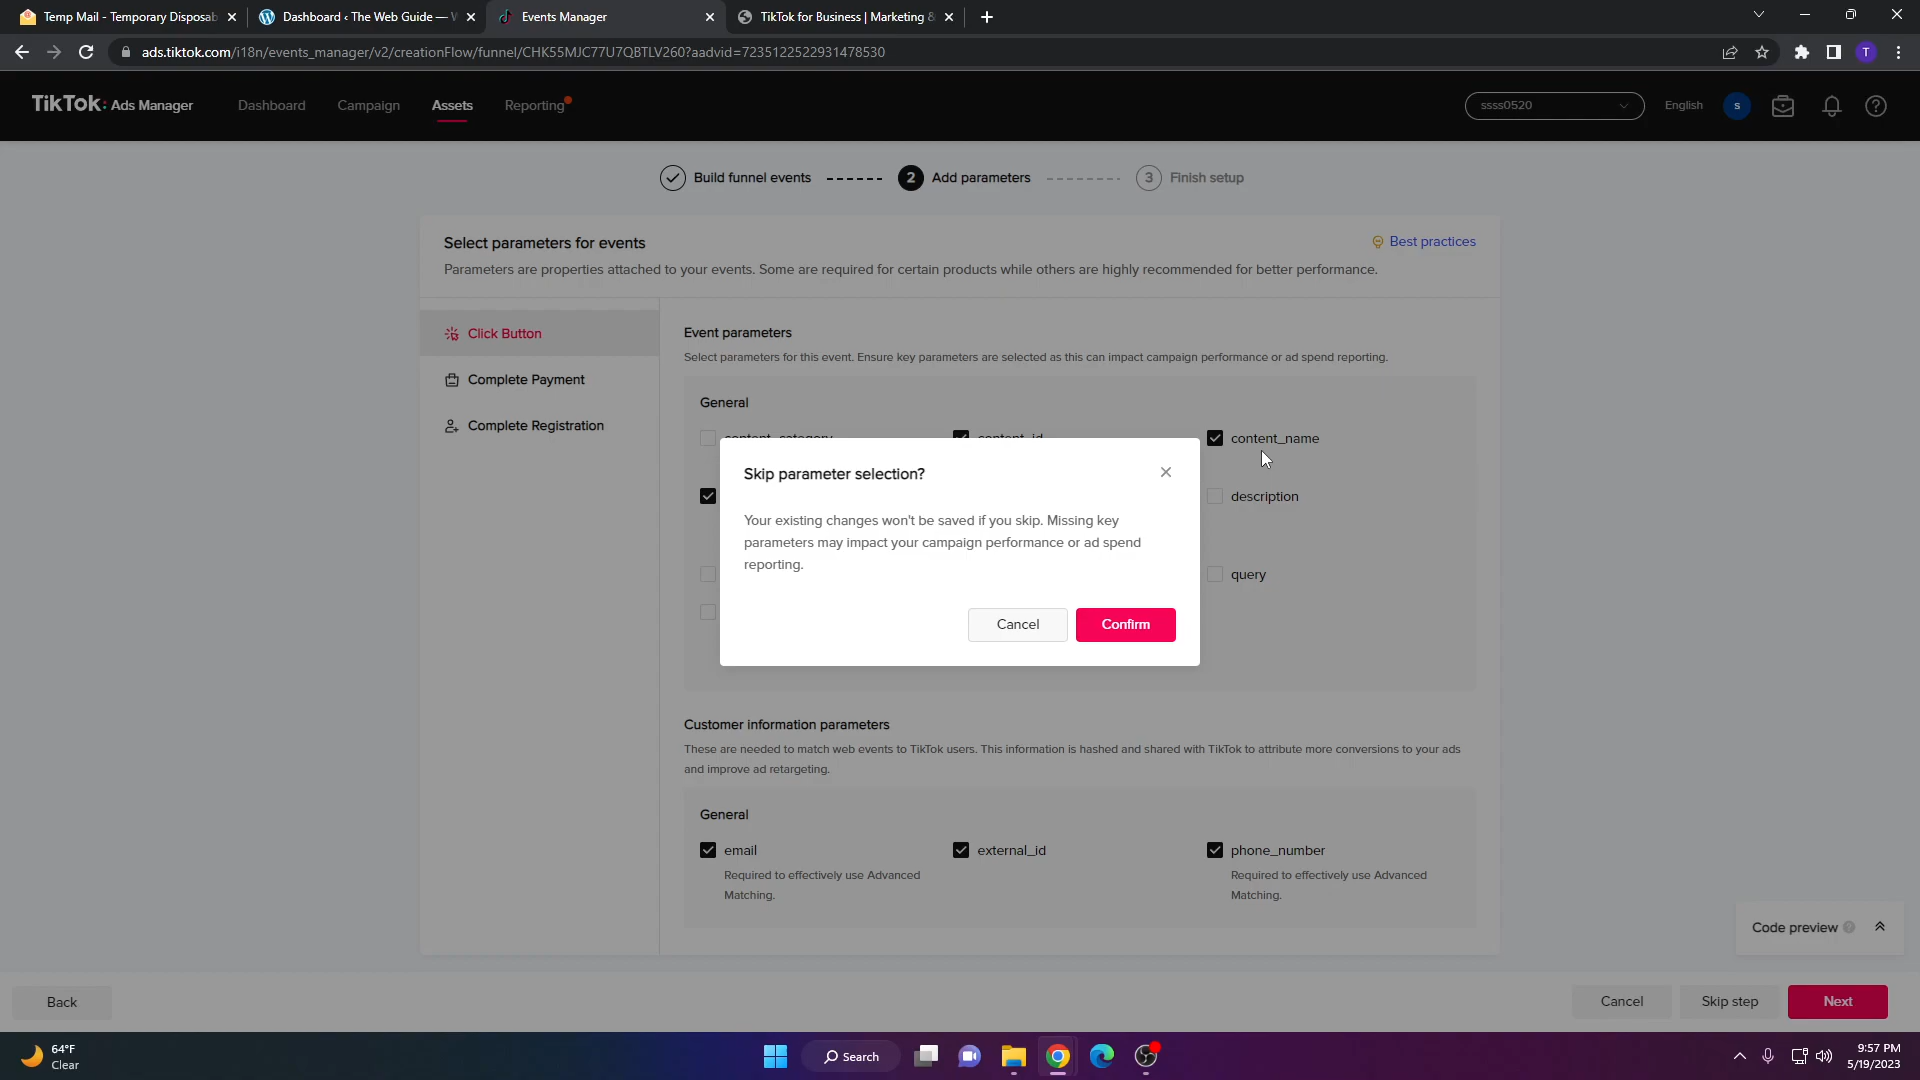 Temp Mail - Temporary Disposab
Dashboard ‹ The Web Guide — W
Events Manager
TikTok for Business | Marketing &
ads.tiktok.com/i18n/events_manager/v2/creationFlow/funnel/CHK55MJC77U7QBTLV260?aadvid=7235122522931478530
T
TikTok: Ads Manager
Dashboard
Campaign
Assets
Reporting
ssss0520
English
S
Build funnel events
2 Add parameters
3 Finish setup
Select parameters for events
Best practices
Parameters are properties attached to your events. Some are required for certain products while others are highly recommended for better performance.
Click Button
Complete Payment
Complete Registration
Event parameters
Select parameters for this event. Ensure key parameters are selected as this can impact campaign performance or ad spend reporting.
General
content_category
content_id
content_name
description
query
Skip parameter selection?
Your existing changes won't be saved if you skip. Missing key
parameters may impact your campaign performance or ad spend
reporting.
Cancel
Confirm
Customer information parameters
These are needed to match web events to TikTok users. This information is hashed and shared with TikTok to attribute more conversions to your ads
and improve ad retargeting.
General
email
external_id
phone_number
Required to effectively use Advanced
Matching.
Required to effectively use Advanced
Matching.
Code preview
Back
Cancel
Skip step
Next
64°F
Clear
Search
9:57 PM
5/19/2023